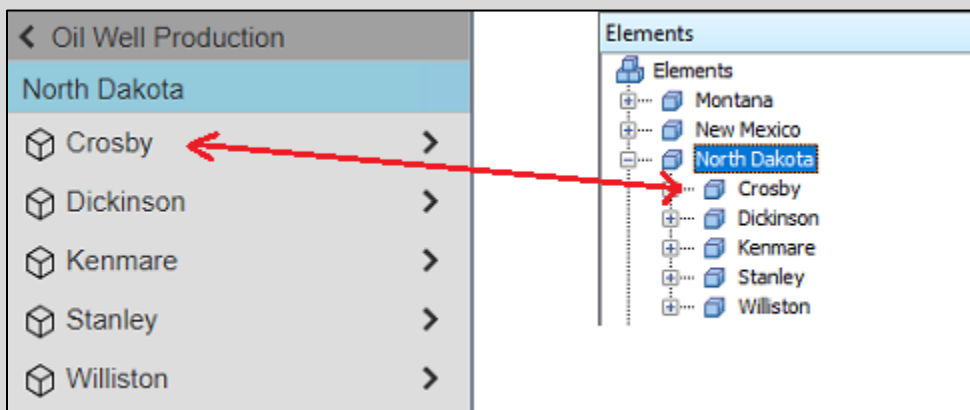 Oil Well Production
North Dakota
Crosby
Dickinson
Kenmare
Stanley
Williston
Elements
Elements
Montana
New Mexico
North Dakota
Crosby
Dickinson
Kenmare
Stanley
Williston